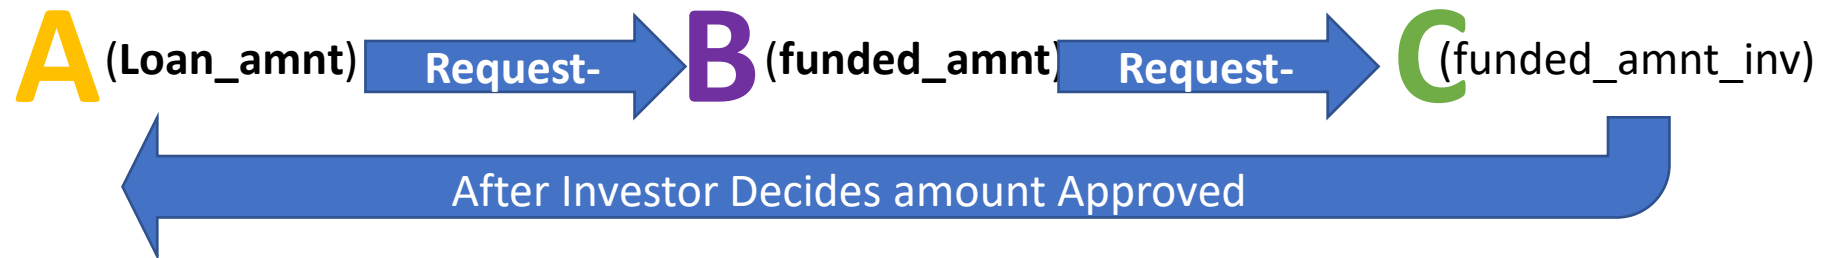 A (Loan_amnt) Request- B (funded_amnt) Request- C (funded_amnt_inv)
After Investor Decides amount Approved